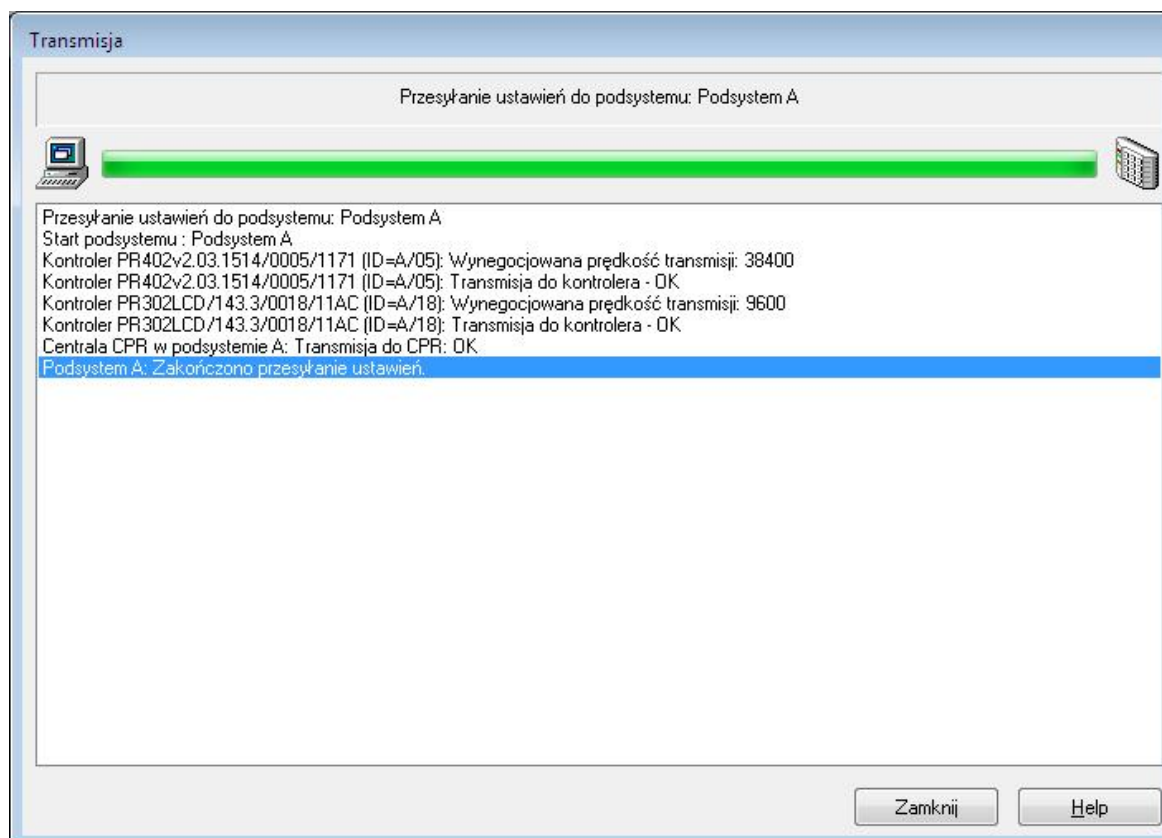 Transmisja
Przesyłanie ustawień do podsystemu: Podsystem A
Przesyłanie ustawień do podsystemu: Podsystem A
Start podsystemu : Podsystem A
Kontroler PR402v2.03.1514/0005/1171 (ID=A/05): Wynegocjowana prędkość transmisji: 38400
Kontroler PR402v2.03.1514/0005/1171 (ID=A/05): Transmisja do kontrolera - OK
Kontroler PR302LCD/143.3/0018/11AC (ID=A/18): Wynegocjowana prędkość transmisji: 9600
Kontroler PR302LCD/143.3/0018/11AC (ID=A/18): Transmisja do kontrolera - OK
Centrala CPR w podsystemie A: Transmisja do CPR: OK
Podsystem A: Zakończono przesyłanie ustawień.
Zamknij
Help